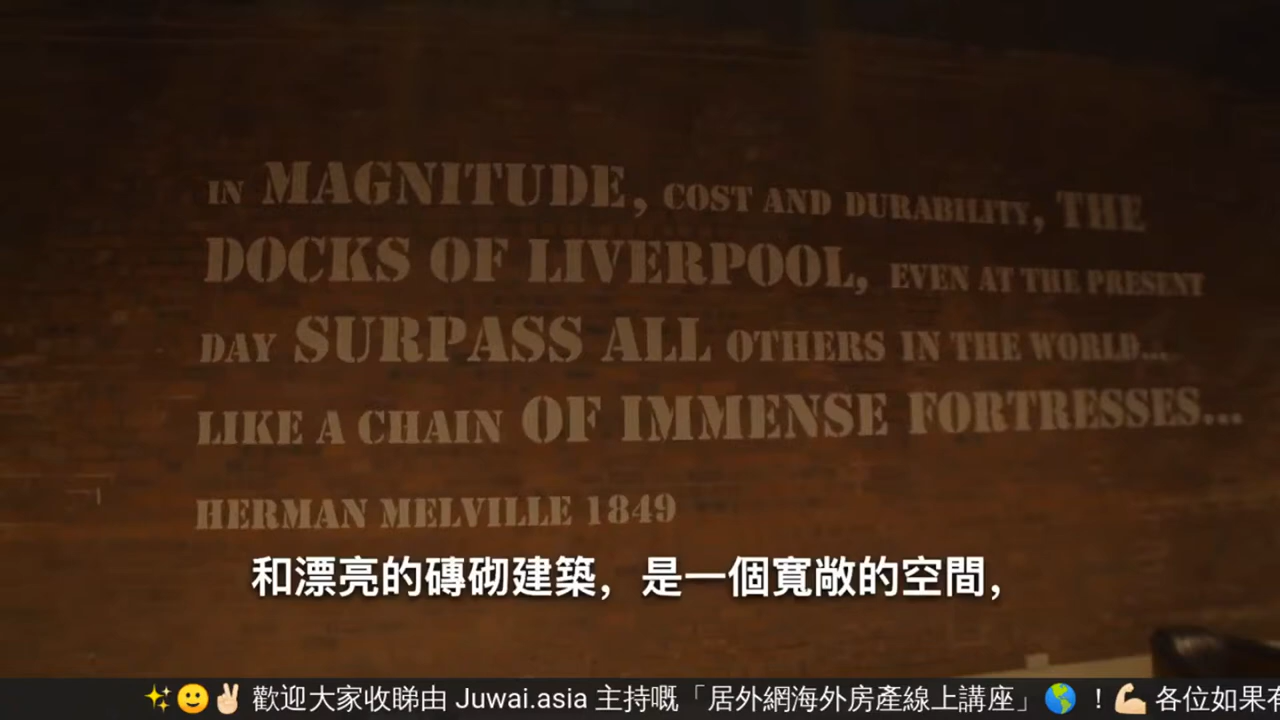 IN MAGNITUDE, COST AND DURABILITY, THE
DOCKS OF LIVERPOOL, EVEN AT THE PRESENT
DAY SURPASS ALL OTHERS IN THE WORLD...
LIKE A CHAIN OF IMMENSE FORTRESSES...
HERMAN MELVILLE 1849
和漂亮的磚砌建築，是一個寬敞的空間，
✨🙂✌🏻 歡迎大家收睇由 Juwai.asia 主持嘅「居外網海外房產線上講座」🌎！💪🏻 各位如果有